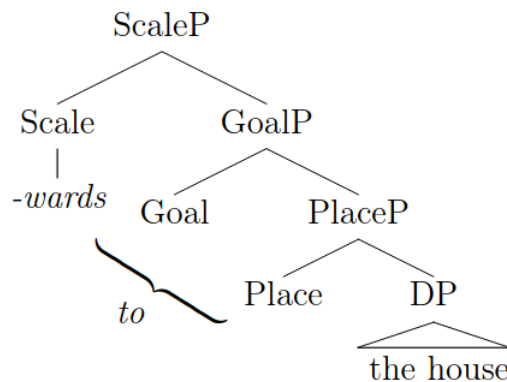 ScaleP
Scale GoalP
-wards Goal PlaceP
to Place DP
the house